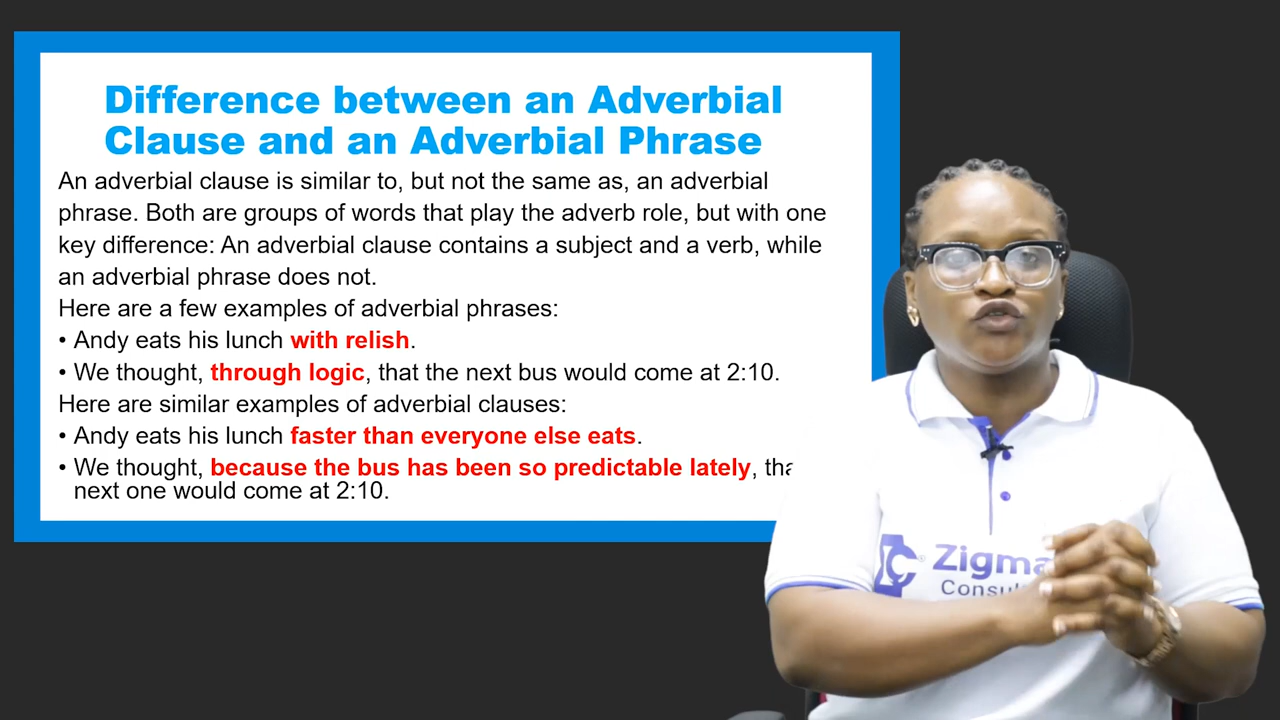 Difference between an Adverbial
Clause and an Adverbial Phrase
An adverbial clause is similar to, but not the same as, an adverbial
phrase. Both are groups of words that play the adverb role, but with one
key difference: An adverbial clause contains a subject and a verb, while
an adverbial phrase does not.
Here are a few examples of adverbial phrases:
• Andy eats his lunch with relish.
• We thought, through logic, that the next bus would come at 2:10.
Here are similar examples of adverbial clauses:
• Andy eats his lunch faster than everyone else eats.
• We thought, because the bus has been so predictable lately,
next one would come at 2:10.